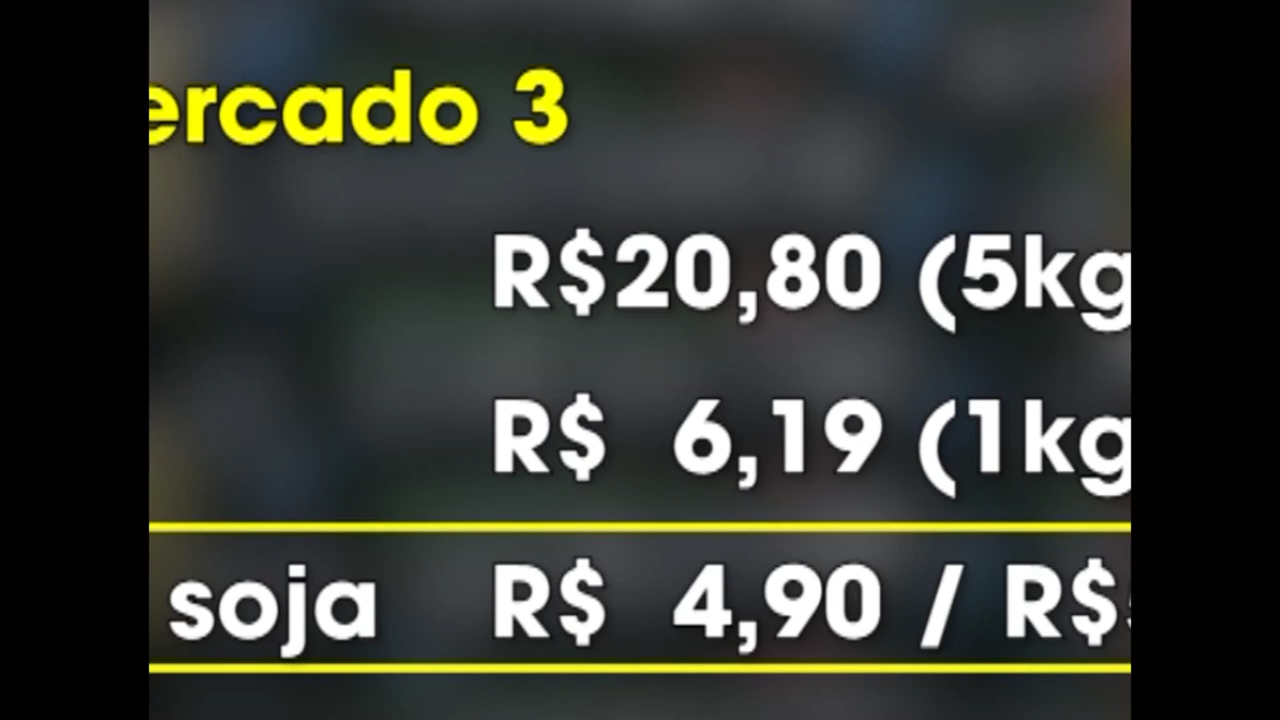 ercado 3
R$20,80 (5kg
R$ 6,19 (1kg
soja R$ 4,90 / R$